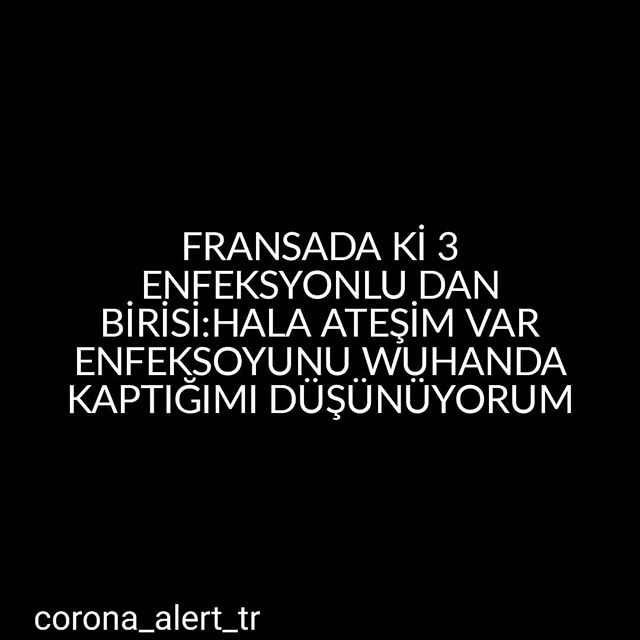 FRANSADA Kİ 3
ENFEKSYONLU DAN
BİRİSİ:HALA ATEŞİM VAR
ENFEKSOYUNU WUHANDA
KAPTIĞIMI DÜŞÜNÜYORUM
corona_alert_tr